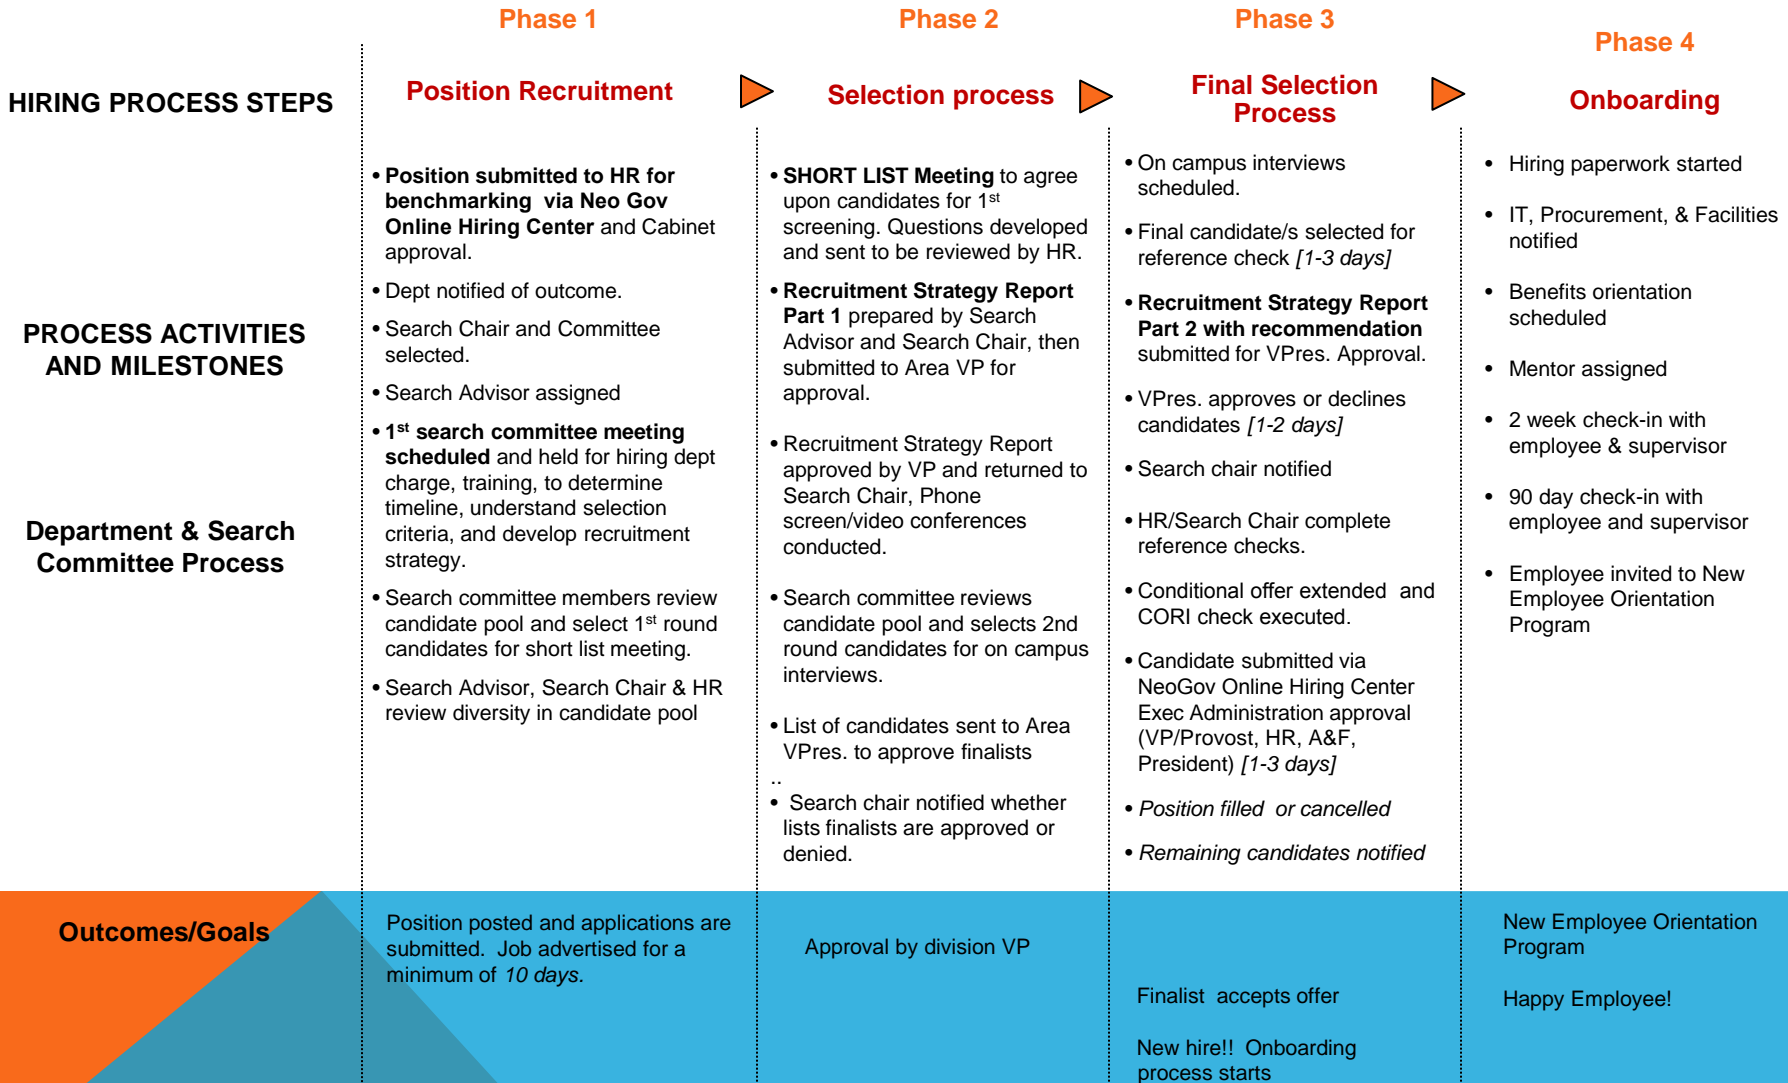 Phase 1
Phase 2
Phase 3
Phase 4
HIRING PROCESS STEPS
Position Recruitment
Selection process
Final Selection
Process
Onboarding
PROCESS ACTIVITIES
AND MILESTONES
Department & Search
Committee Process
• Position submitted to HR for
benchmarking  via Neo Gov
Online Hiring Center and Cabinet
approval.
• Dept notified of outcome.
• Search Chair and Committee
selected.
• Search Advisor assigned
• 1st search committee meeting
scheduled and held for hiring dept
charge, training, to determine
timeline, understand selection
criteria, and develop recruitment
strategy.
• Search committee members review
candidate pool and select 1st round
candidates for short list meeting.
• Search Advisor, Search Chair & HR
review diversity in candidate pool
• SHORT LIST Meeting to agree
upon candidates for 1st
screening. Questions developed
and sent to be reviewed by HR.
• Recruitment Strategy Report
Part 1 prepared by Search
Advisor and Search Chair, then
submitted to Area VP for
approval.
• Recruitment Strategy Report
approved by VP and returned to
Search Chair, Phone
screen/video conferences
conducted.
• Search committee reviews
candidate pool and selects 2nd
round candidates for on campus
interviews.
• List of candidates sent to Area
VPres. to approve finalists
..
• Search chair notified whether
lists finalists are approved or
denied.
• On campus interviews
scheduled.
• Final candidate/s selected for
reference check [1-3 days]
• Recruitment Strategy Report
Part 2 with recommendation
submitted for VPres. Approval.
• VPres. approves or declines
candidates [1-2 days]
• Search chair notified
• HR/Search Chair complete
reference checks.
• Conditional offer extended  and
CORI check executed.
• Candidate submitted via
NeoGov Online Hiring Center
Exec Administration approval
(VP/Provost, HR, A&F,
President) [1-3 days]
• Position filled  or cancelled
• Remaining candidates notified
• Hiring paperwork started
• IT, Procurement, & Facilities
notified
• Benefits orientation
scheduled
• Mentor assigned
• 2 week check-in with
employee & supervisor
• 90 day check-in with
employee and supervisor
• Employee invited to New
Employee Orientation
Program
Outcomes/Goals
Position posted and applications are
submitted.  Job advertised for a
minimum of 10 days.
Approval by division VP
Finalist  accepts offer
New hire!!  Onboarding
process starts
New Employee Orientation
Program
Happy Employee!